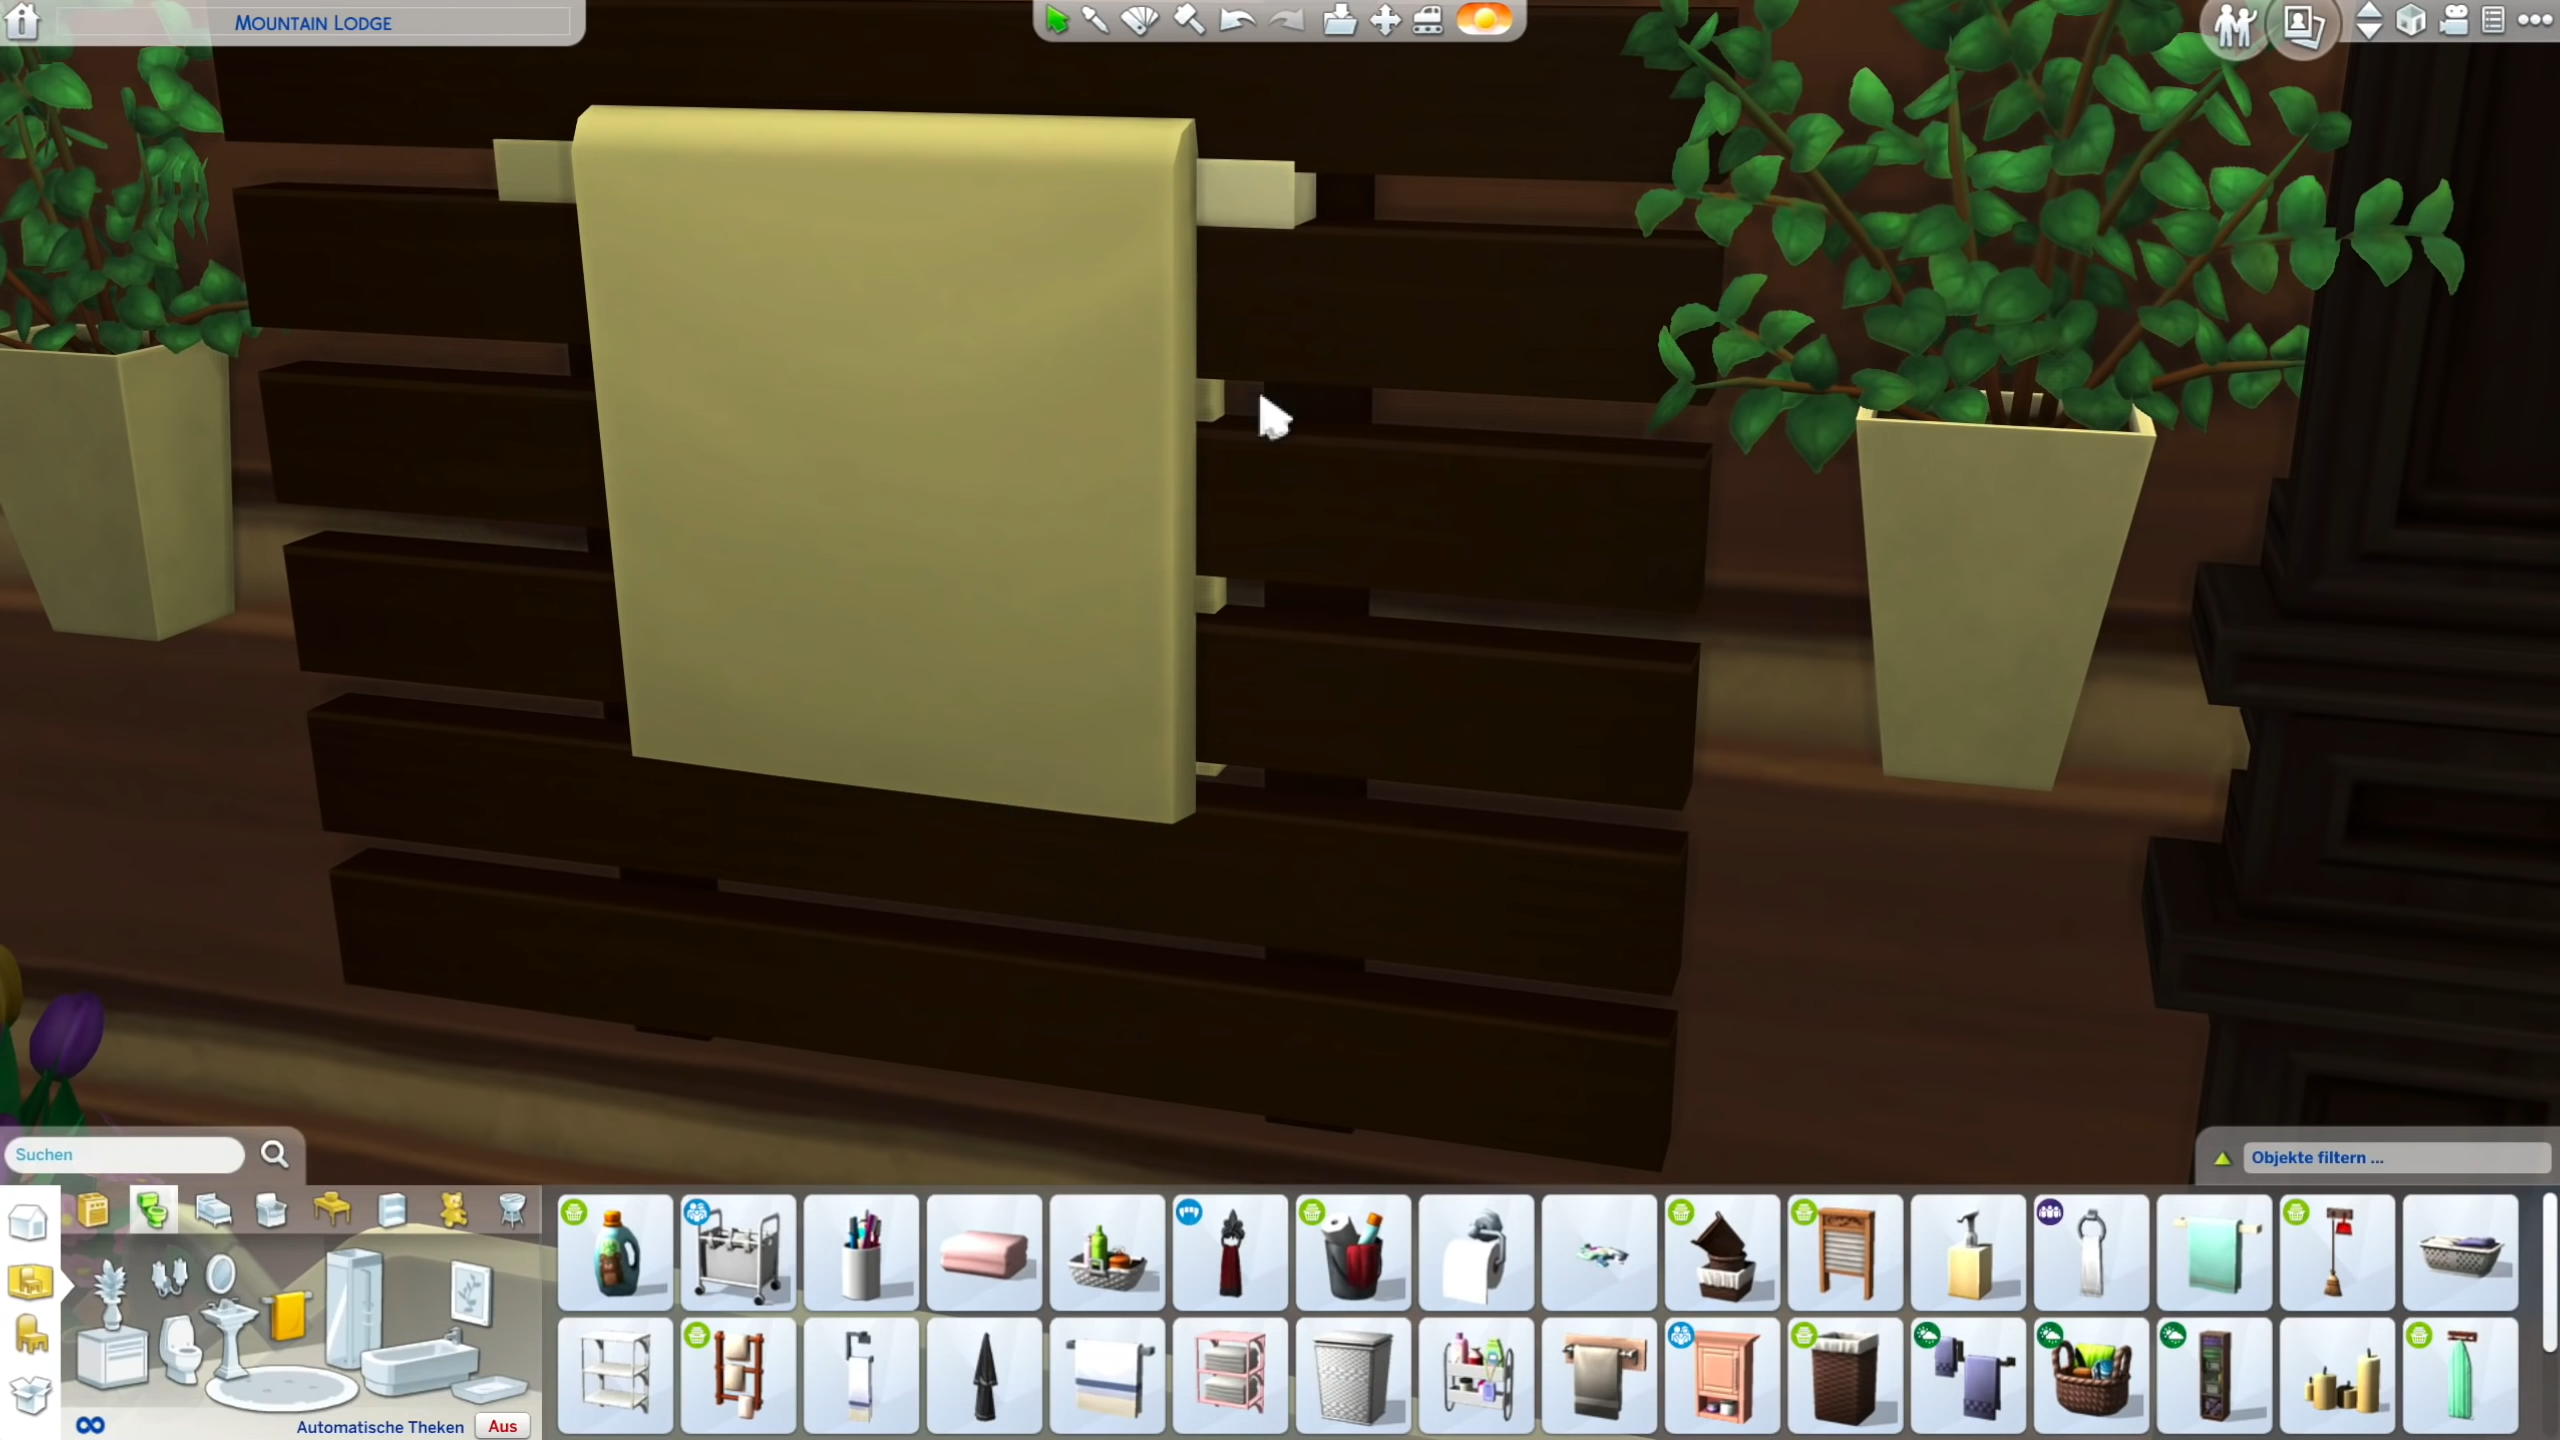 MOUNTAIN LODGE
Suchen
Objekte filtern ...
Automatische Theken Aus